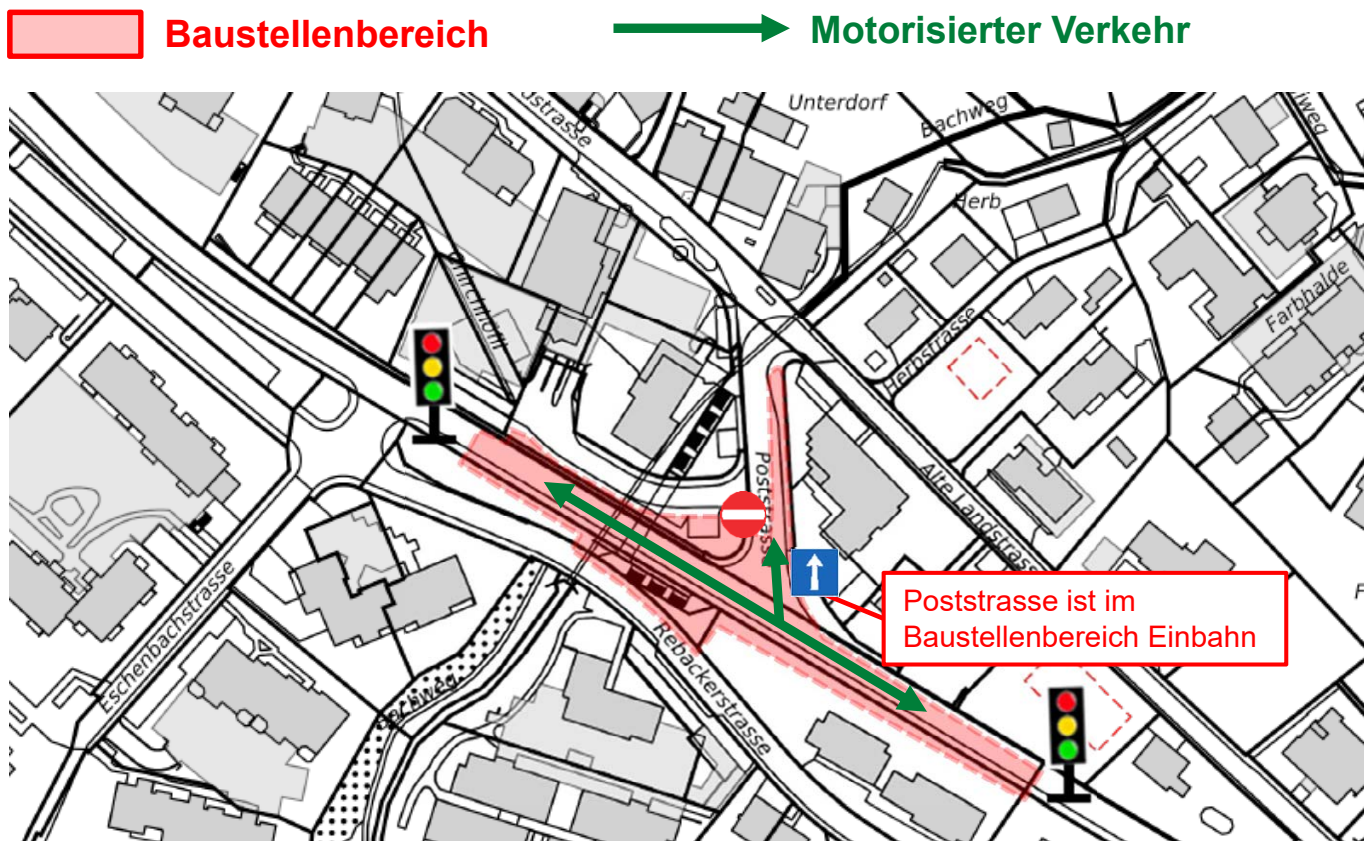 Baustellenbereich
Motorisierter Verkehr
Unterdorf
Bachweg
Herb
Farbhalde
Herbstrasse
Alte Landstrasse
Poststrasse
Poststrasse ist im
Baustellenbereich Einbahn
Eschenbachstrasse
Bachweg
Rebackerstrasse